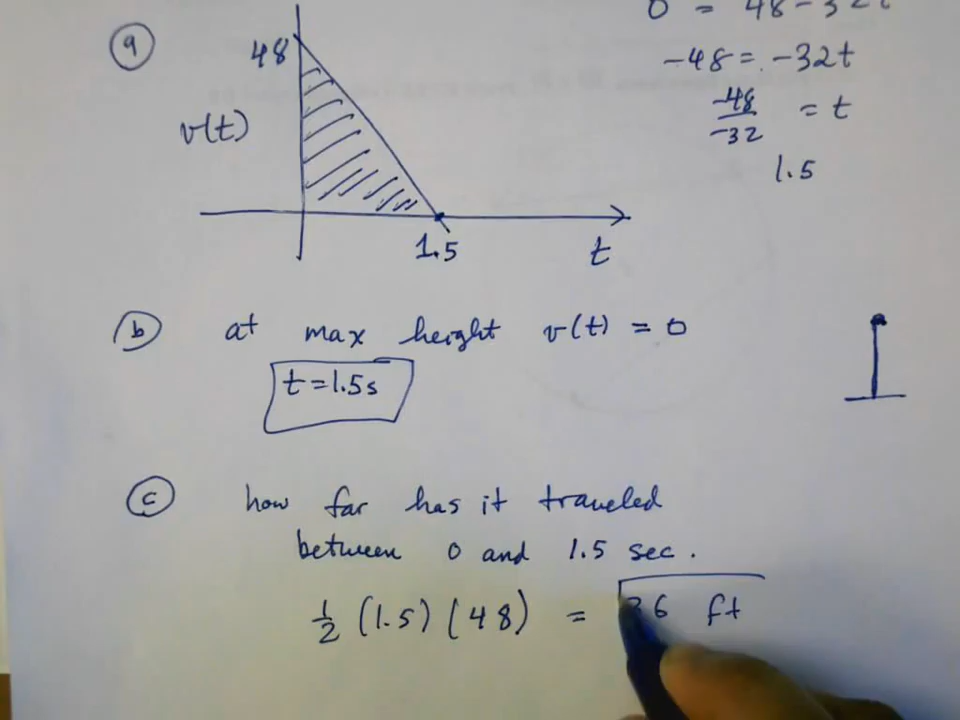 0 = 48-32t
ⓐ
48
-48 = -32t
v(t)
-48/-32 = t
1.5
1.5
t
ⓑ at max height v(t) = 0
t=1.5s
ⓒ how far has it traveled
between 0 and 1.5 sec.
1/2 (1.5) (48) = 36 ft